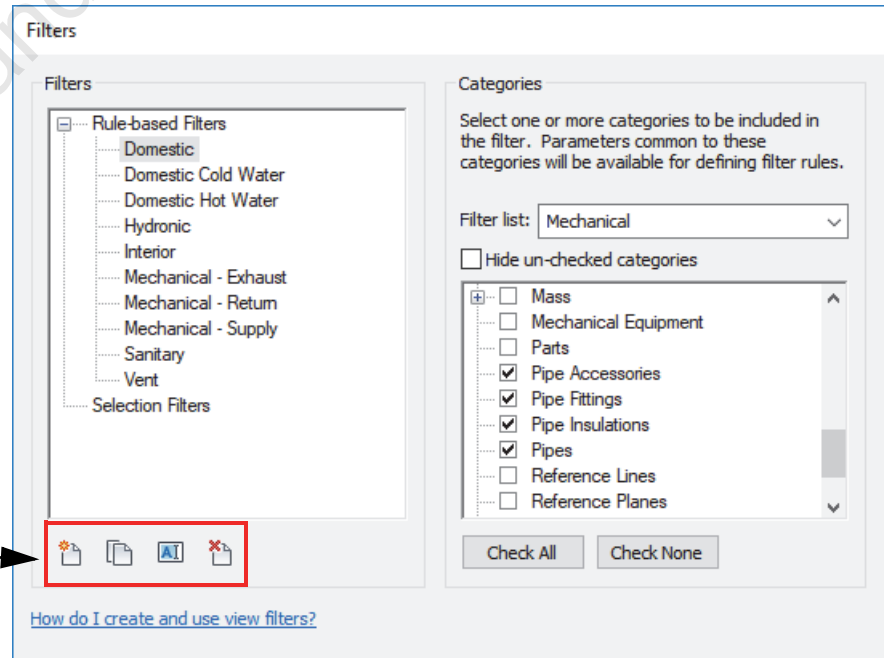 Filters
Filters
Rule-based Filters
Domestic
Domestic Cold Water
Domestic Hot Water
Hydronic
Interior
Mechanical - Exhaust
Mechanical - Return
Mechanical - Supply
Sanitary
Vent
Selection Filters
How do I create and use view filters?
Categories
Select one or more categories to be included in
the filter. Parameters common to these
categories will be available for defining filter rules.
Filter list: Mechanical
Hide un-checked categories
Mass
Mechanical Equipment
Parts
Pipe Accessories
Pipe Fittings
Pipe Insulations
Pipes
Reference Lines
Reference Planes
Check All Check None